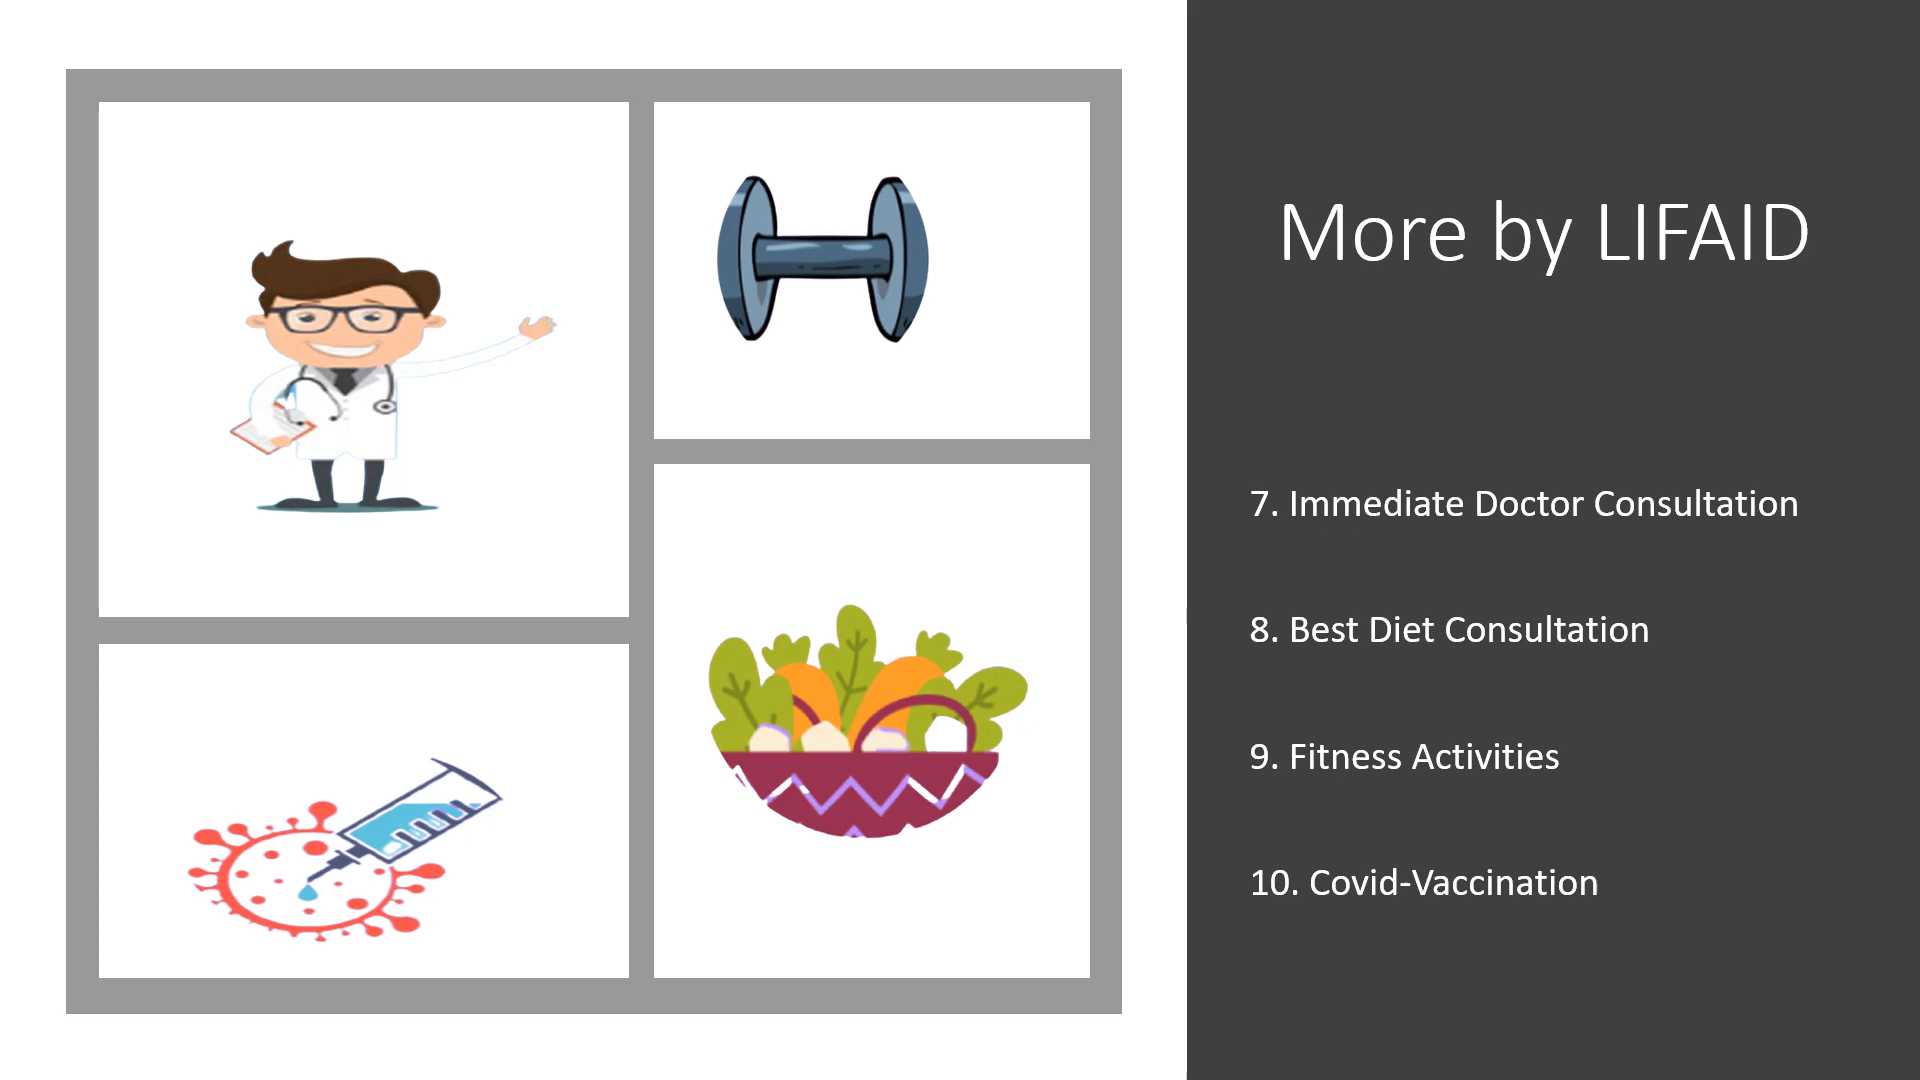 More by LIFAID
7. Immediate Doctor Consultation
8. Best Diet Consultation
9. Fitness Activities
10. Covid-Vaccination